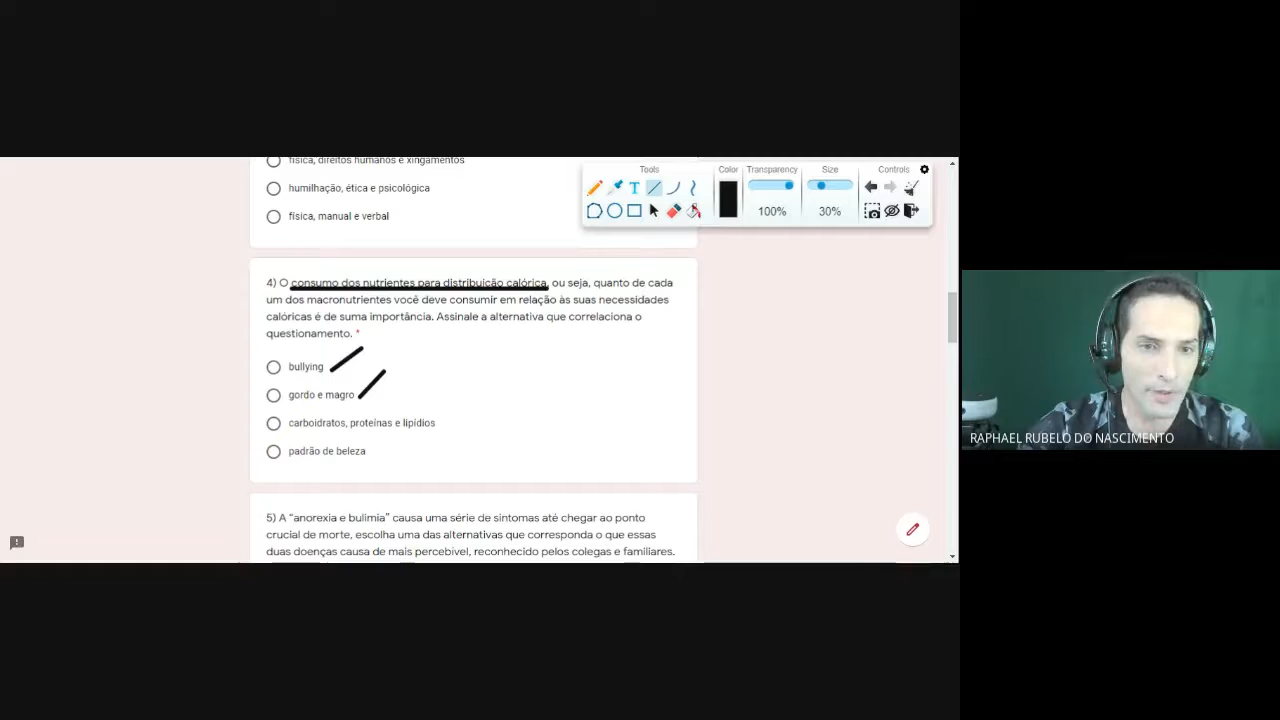 física, direitos humanos e xingamentos
humilhação, ética e psicológica
física, manual e verbal
Tools
Color
Transparency
Size
Controls
T
100%
30%
4) O consumo dos nutrientes para distribuição calórica, ou seja, quanto de cada
um dos macronutrientes você deve consumir em relação às suas necessidades
calóricas é de suma importância. Assinale a alternativa que correlaciona o
questionamento. *
bullying
gordo e magro
carboidratos, proteínas e lipídios
padrão de beleza
5) A “anorexia e bulimia” causa uma série de sintomas até chegar ao ponto
crucial de morte, escolha uma das alternativas que corresponda o que essas
duas doenças causa de mais percebível, reconhecido pelos colegas e familiares.
RAPHAEL RUBELO DO NASCIMENTO